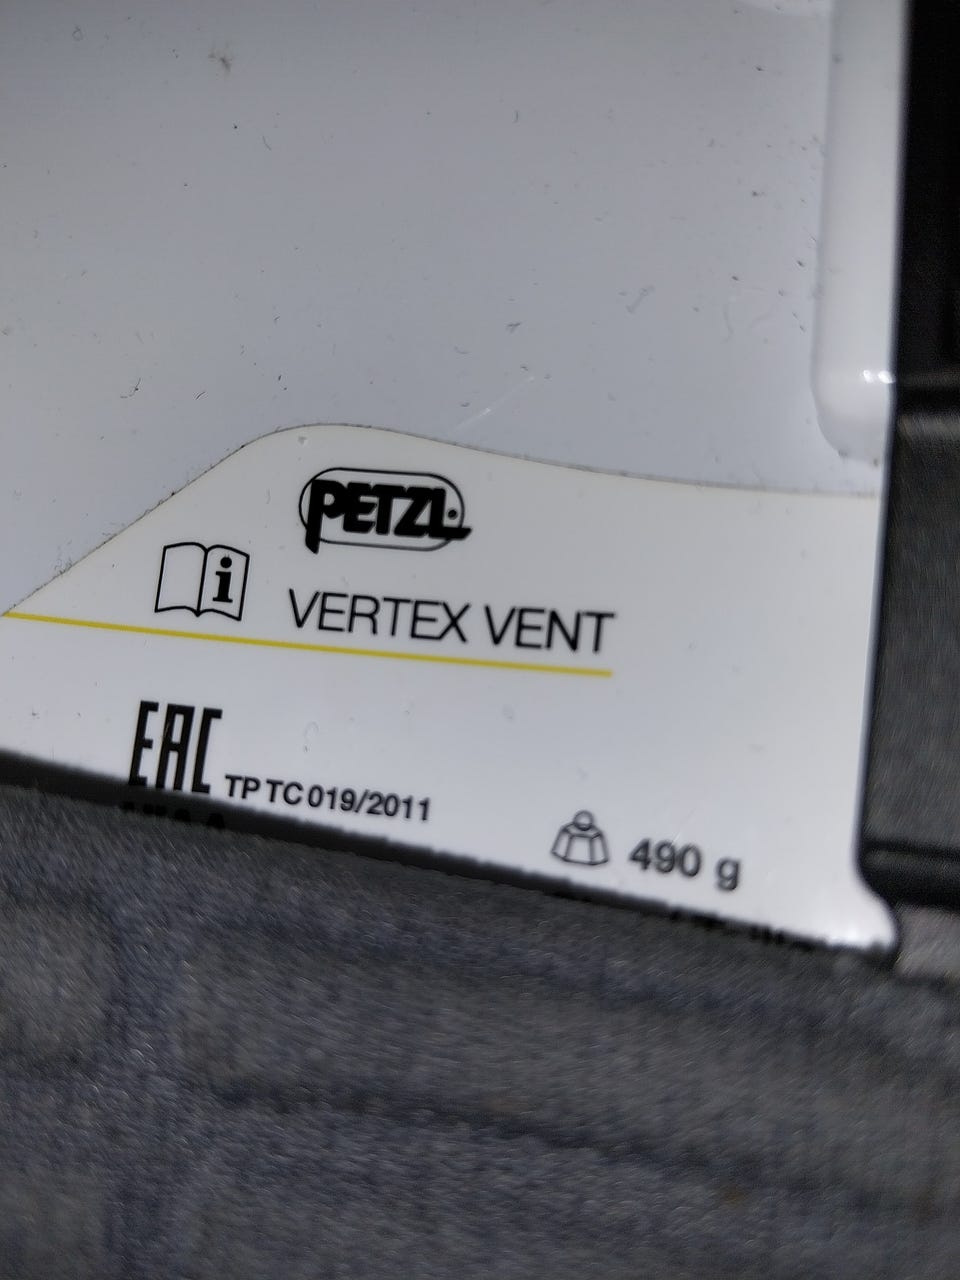 PETZL
i
VERTEX VENT
EAC
TP TC 019/2011
490 g